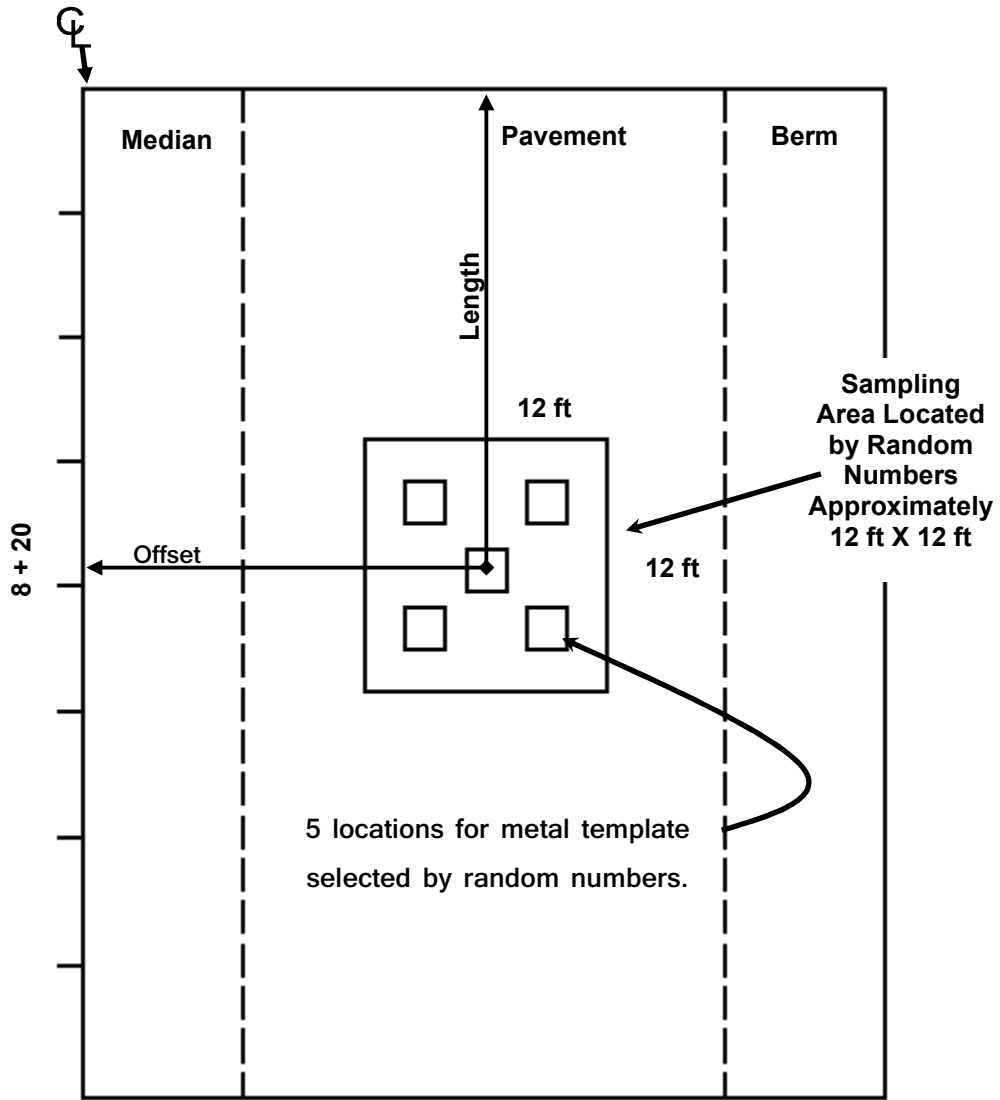 ℄
Median
Pavement
Berm
Length
12 ft
Sampling
Area Located
by Random
Numbers
Approximately
12 ft X 12 ft
8 + 20
Offset
12 ft
5 locations for metal template
selected by random numbers.